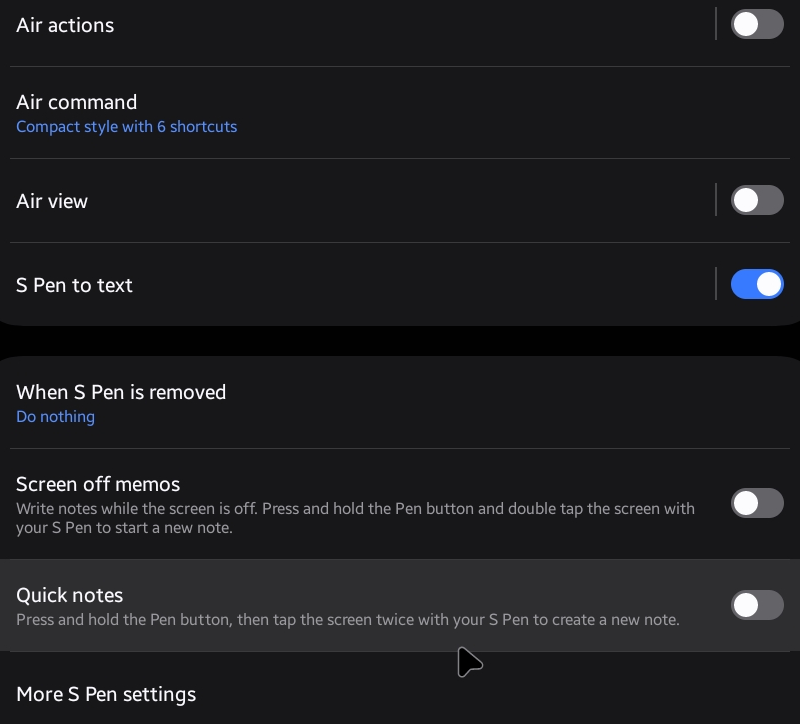 Air actions
Air command
Compact style with 6 shortcuts
Air view
S Pen to text
When S Pen is removed
Do nothing
Screen off memos
Write notes while the screen is off. Press and hold the Pen button and double tap the screen with
your S Pen to start a new note.
Quick notes
Press and hold the Pen button, then tap the screen twice with your S Pen to create a new note.
More S Pen settings